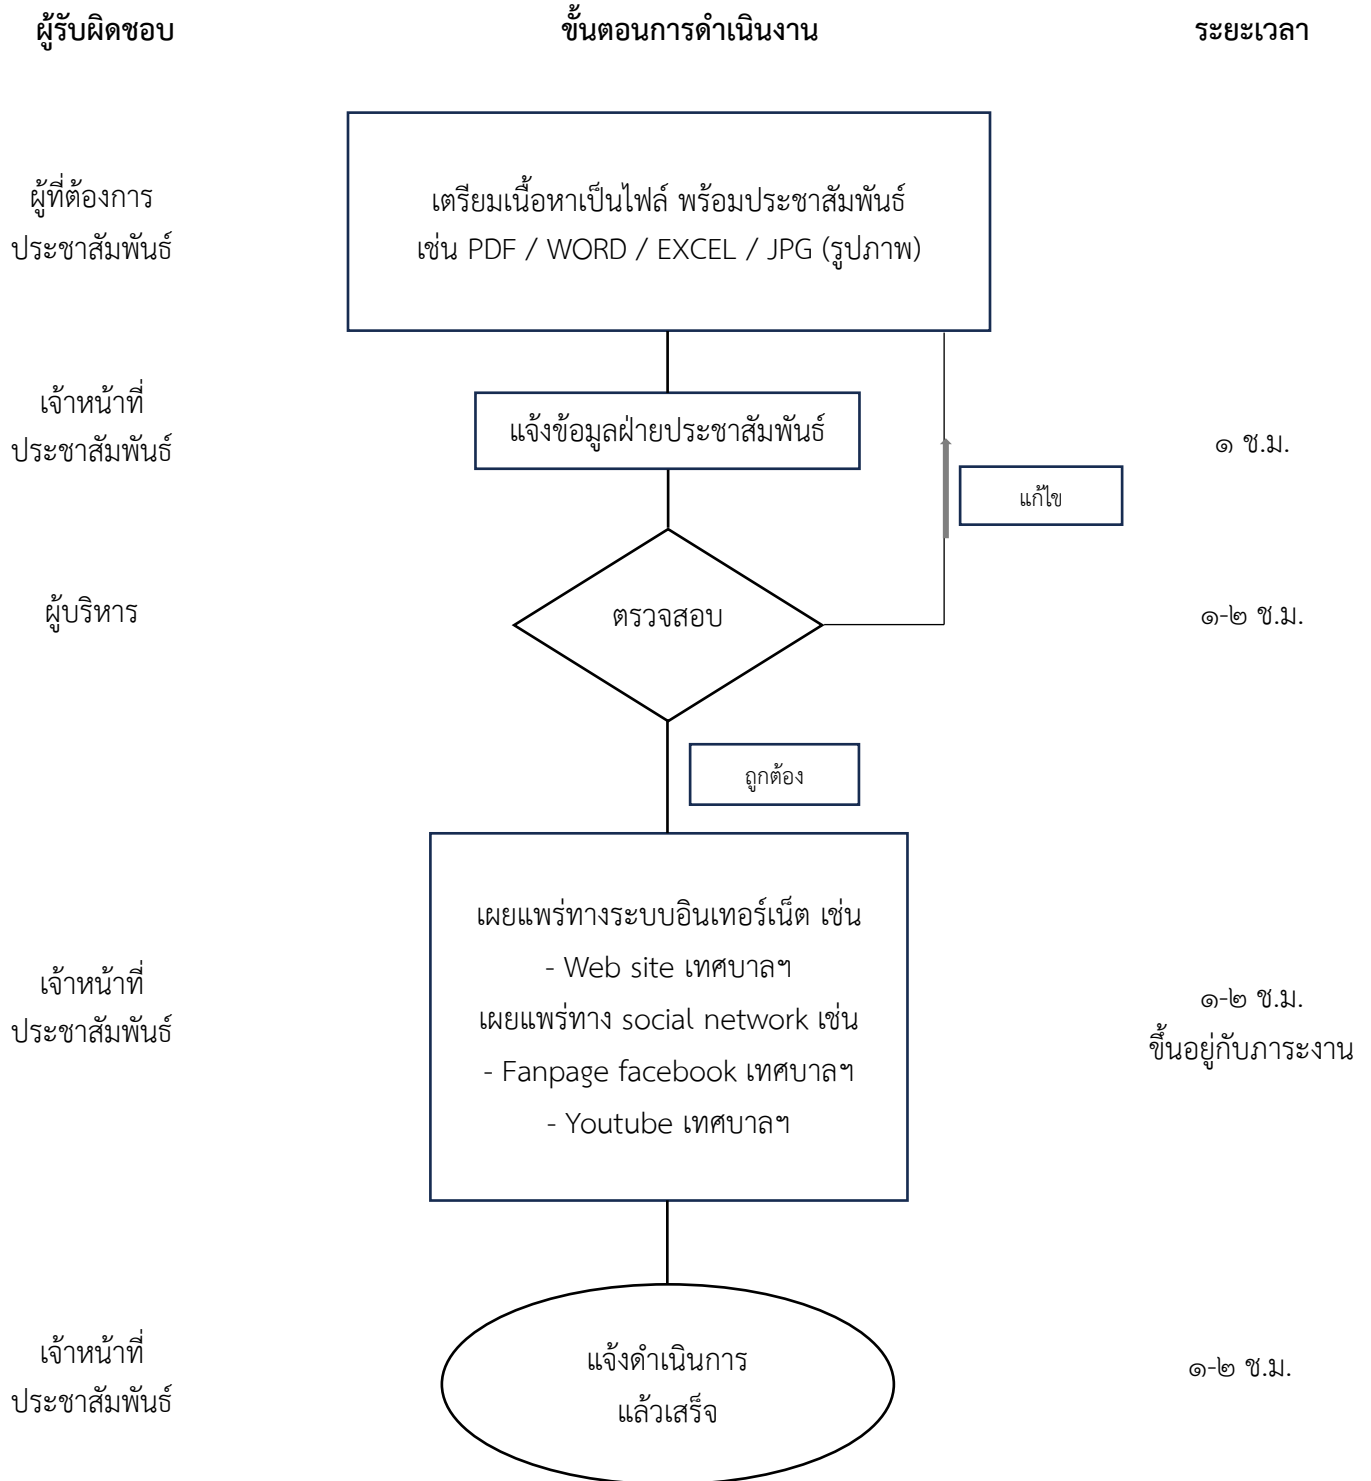 ผู้รับผิดชอบ ขั้นตอนการดำเนินงาน ระยะเวลา
ผู้ที่ต้องการ
ประชาสัมพันธ์
เตรียมเนื้อหาเป็นไฟล์ พร้อมประชาสัมพันธ์
เช่น PDF / WORD / EXCEL / JPG (รูปภาพ)
เจ้าหน้าที่
ประชาสัมพันธ์
แจ้งข้อมูลฝ่ายประชาสัมพันธ์
๑ ช.ม.
แก้ไข
ผู้บริหาร
ตรวจสอบ
๑-๒ ช.ม.
ถูกต้อง
เจ้าหน้าที่
ประชาสัมพันธ์
เผยแพร่ทางระบบอินเทอร์เน็ต เช่น
- Web site เทศบาลฯ
เผยแพร่ทาง social network เช่น
- Fanpage facebook เทศบาลฯ
- Youtube เทศบาลฯ
๑-๒ ช.ม.
ขึ้นอยู่กับภาระงาน
เจ้าหน้าที่
ประชาสัมพันธ์
แจ้งดำเนินการ
แล้วเสร็จ
๑-๒ ช.ม.